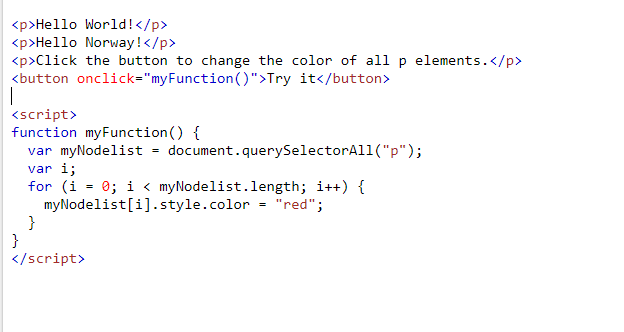 <p>Hello World!</p>
<p>Hello Norway!</p>
<p>Click the button to change the color of all p elements.</p>
<button onclick="myFunction()">Try it</button>
<script>
function myFunction() {
  var myNodelist = document.querySelectorAll("p");
  var i;
  for (i = 0; i < myNodelist.length; i++) {
    myNodelist[i].style.color = "red";
  }
}
</script>